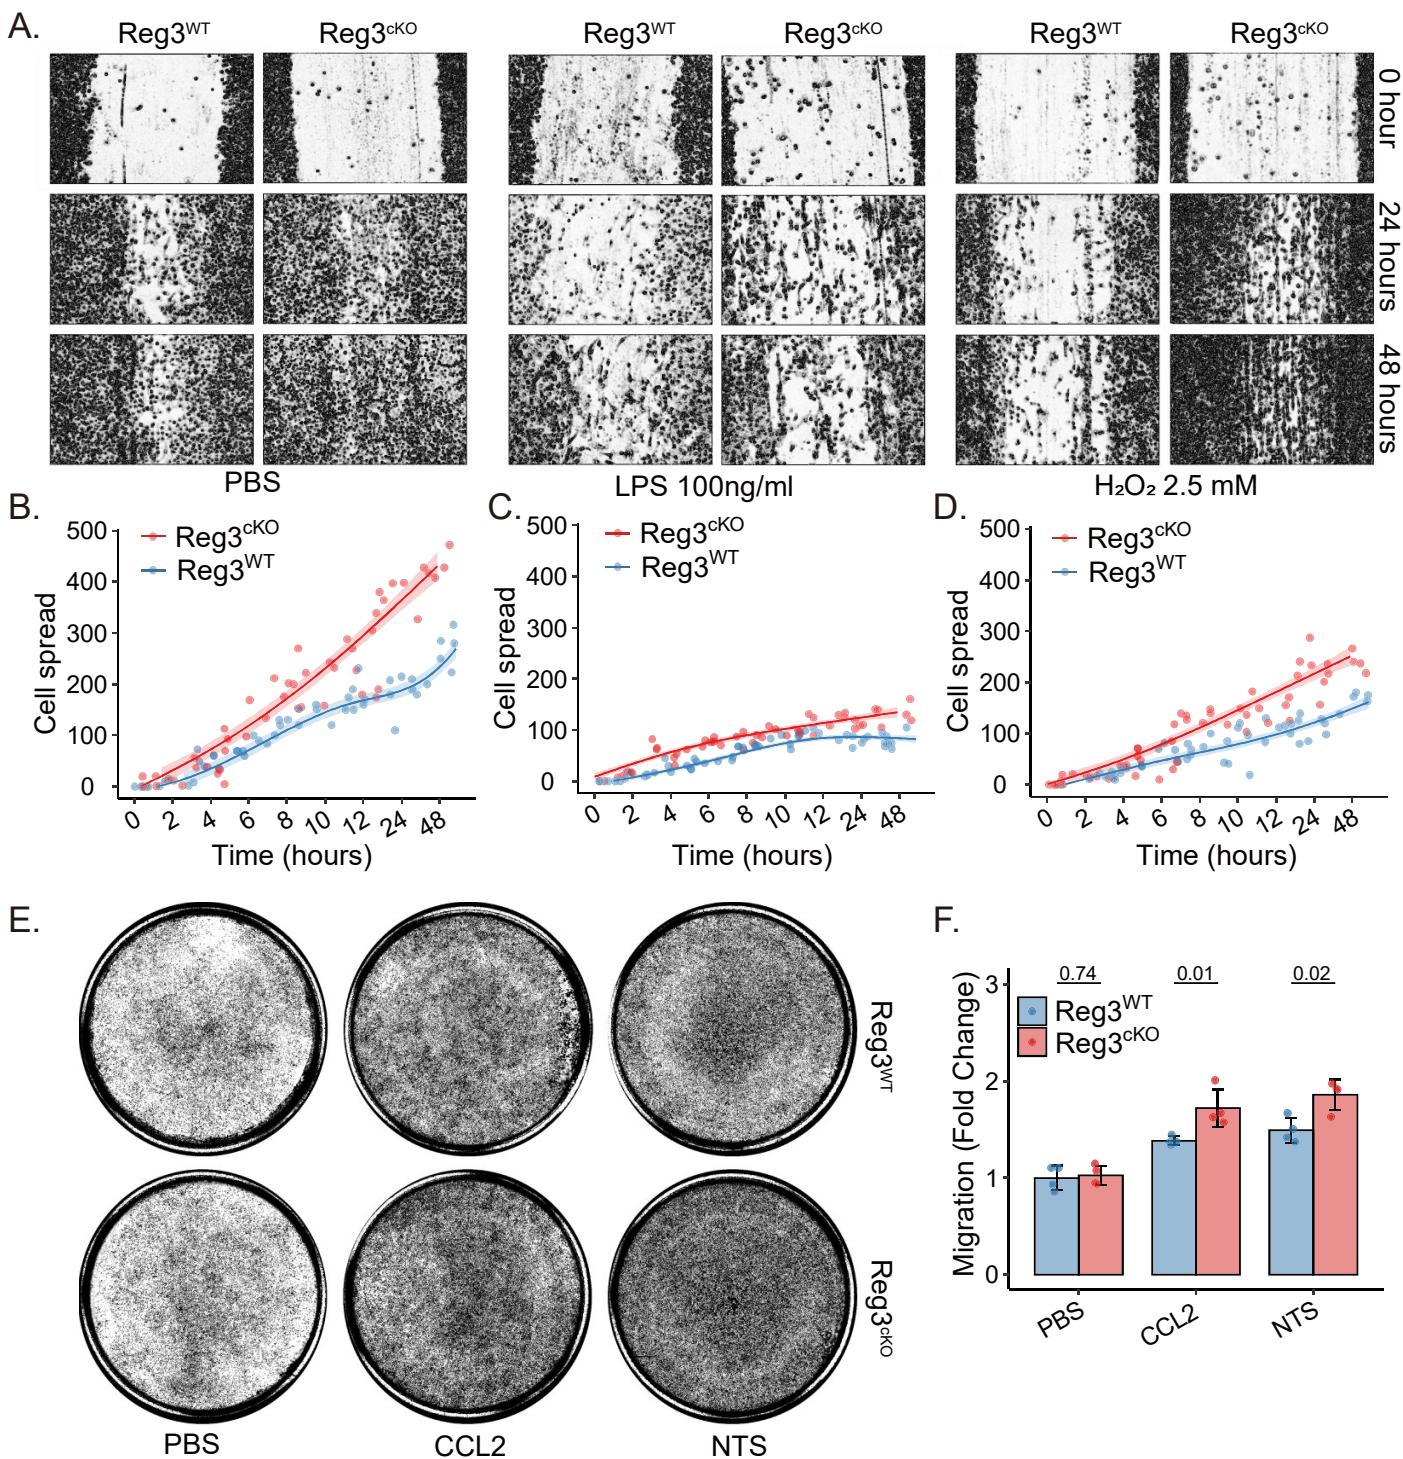 A.
Reg3WT Reg3cKO Reg3WT Reg3cKO Reg3WT Reg3cKO
0 hour
24 hours
48 hours
PBS LPS 100ng/ml H₂O₂ 2.5 mM
B.
500
400
300
200
100
0
Cell spread
Reg3cKO
Reg3WT
0 2 4 6 8 10 12 24 48
Time (hours)
C.
500
400
300
200
100
0
Cell spread
Reg3cKO
Reg3WT
0 2 4 6 8 10 12 24 48
Time (hours)
D.
500
400
300
200
100
0
Cell spread
Reg3cKO
Reg3WT
0 2 4 6 8 10 12 24 48
Time (hours)
E.
Reg3WT
Reg3cKO
PBS CCL2 NTS
F.
0.74 0.01 0.02
3
2
1
0
Migration (Fold Change)
Reg3WT
Reg3cKO
PBS CCL2 NTS